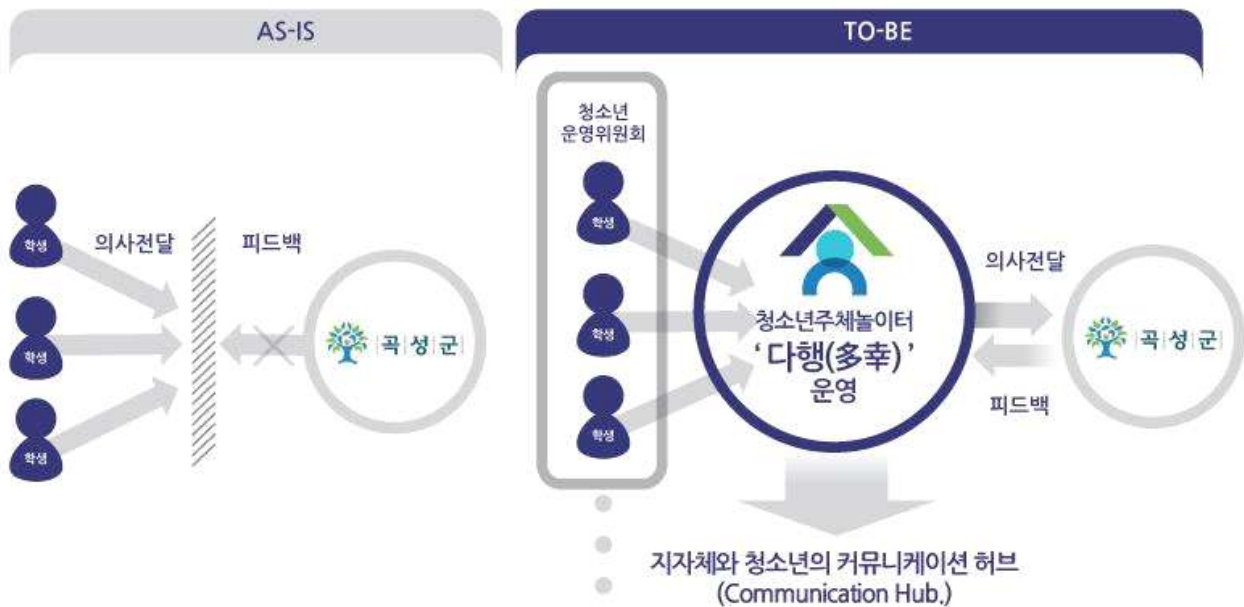 AS-IS
학생
학생
학생
의사전달
피드백
곡성군
TO-BE
청소년
운영위원회
학생
학생
학생
청소년주체놀이터
‘ 다행(多幸) ’
운영
의사전달
피드백
곡성군
지자체와 청소년의 커뮤니케이션 허브
(Communication Hub.)